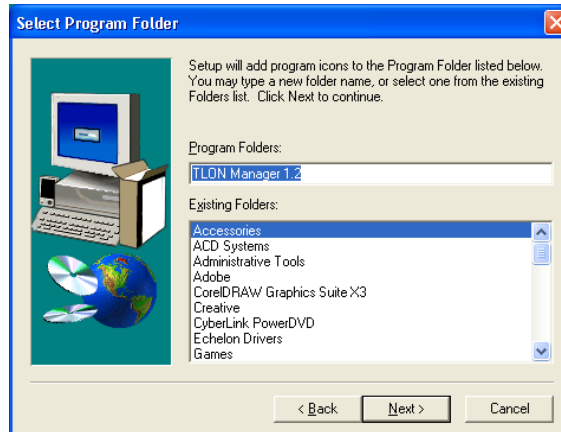 Select Program Folder
Setup will add program icons to the Program Folder listed below.
You may type a new folder name, or select one from the existing
Folders list. Click Next to continue.
Program Folders:
TLON Manager 1.2
Existing Folders:
Accessories
ACD Systems
Administrative Tools
Adobe
CorelDRAW Graphics Suite X3
Creative
CyberLink PowerDVD
Echelon Drivers
Games
< Back
Next >
Cancel